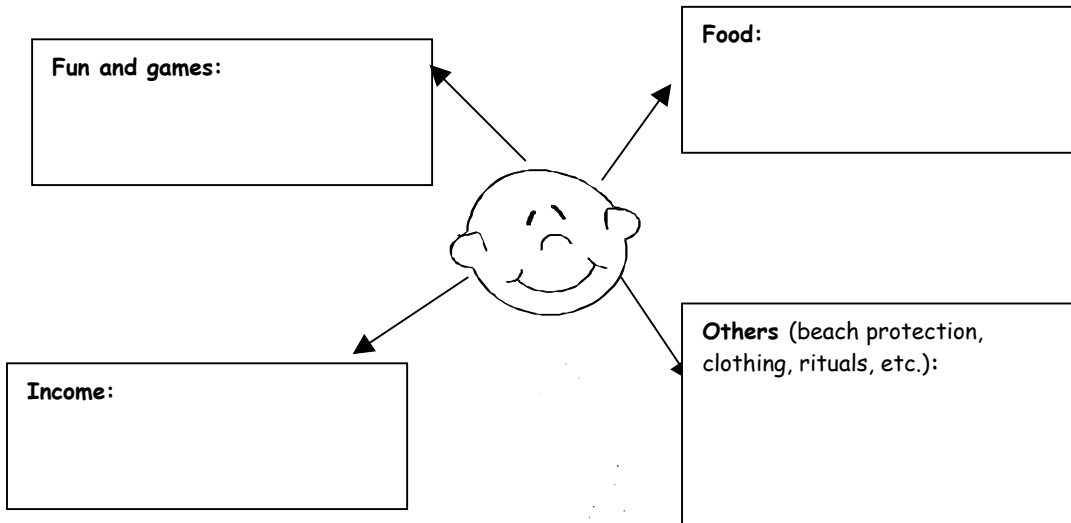 Fun and games:
Food:
Income:
Others (beach protection,
clothing, rituals, etc.):